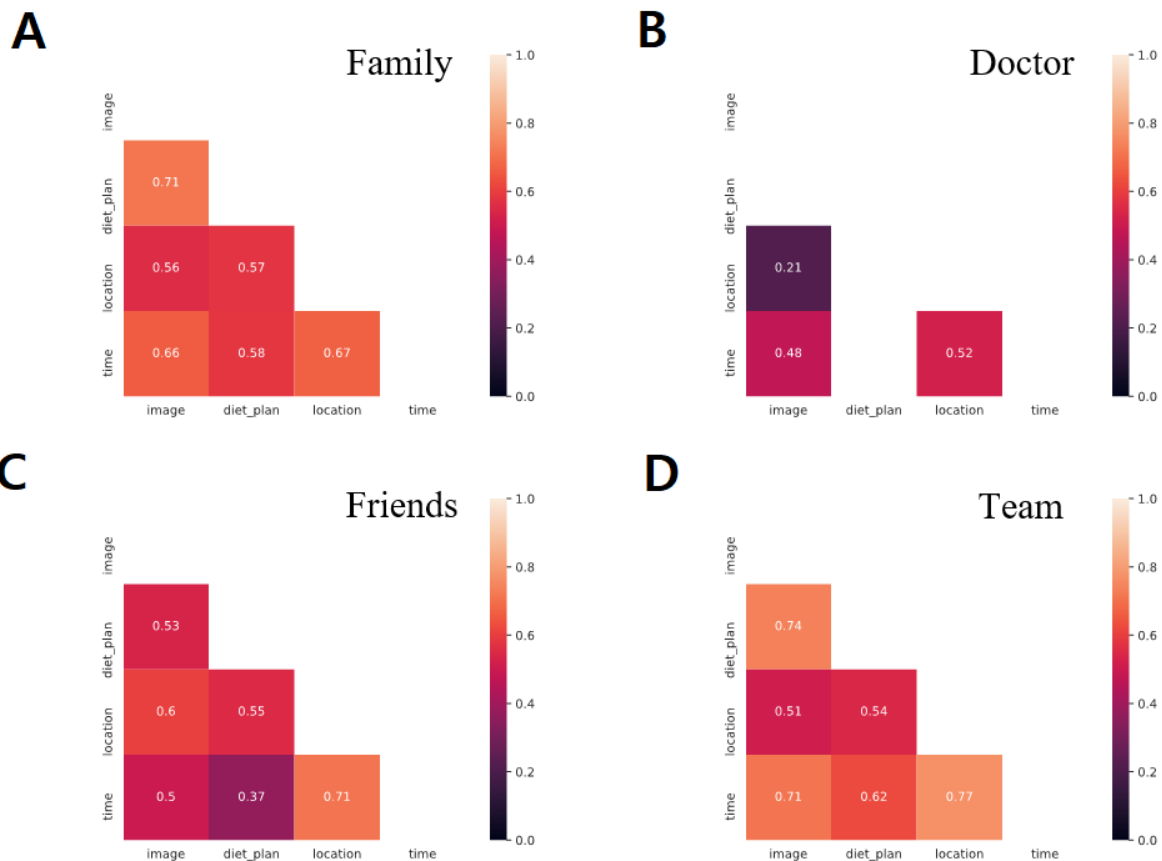 A
Family
1.0
0.8
0.6
0.4
0.2
0.0
image
diet_plan
location
time
0.71
0.56 0.57
0.66 0.58 0.67
image diet_plan location time
B
Doctor
1.0
0.8
0.6
0.4
0.2
0.0
image
diet_plan
location
time
0.21
0.48 0.52
image diet_plan location time
C
Friends
1.0
0.8
0.6
0.4
0.2
0.0
image
diet_plan
location
time
0.53
0.6 0.55
0.5 0.37 0.71
image diet_plan location time
D
Team
1.0
0.8
0.6
0.4
0.2
0.0
image
diet_plan
location
time
0.74
0.51 0.54
0.71 0.62 0.77
image diet_plan location time